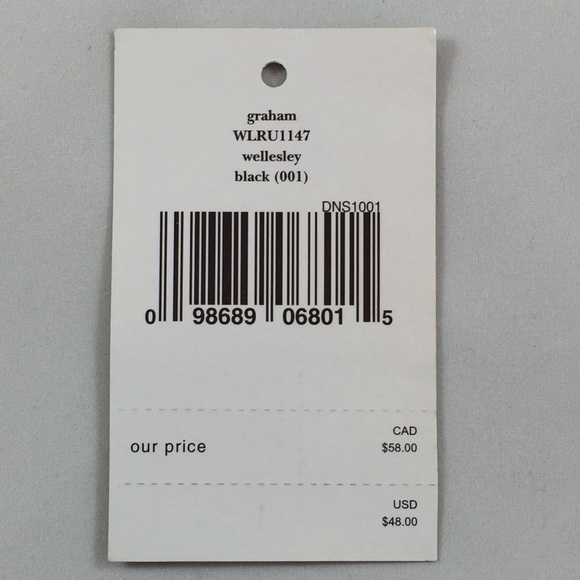 graham
WLRU1147
wellesley
black (001)
DNS1001
0 98689 06801 5
our price
CAD
$58.00
USD
$48.00